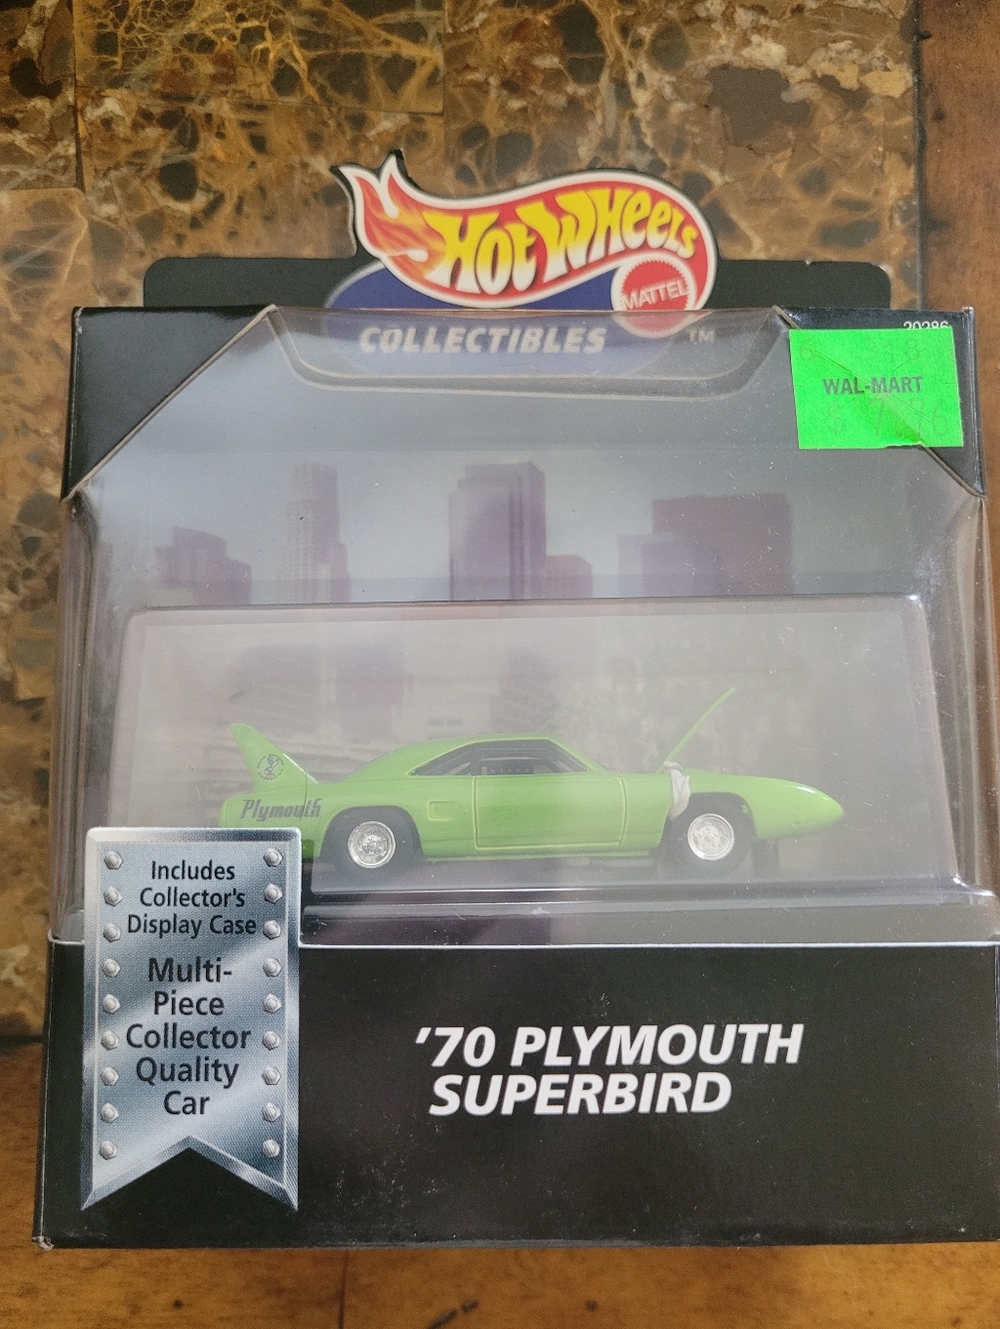 Hot Wheels
MATTEL
COLLECTIBLES ™
WAL-MART
Plymouth
Includes
Collector's
Display Case
Multi-
Piece
Collector
Quality
Car
'70 PLYMOUTH
SUPERBIRD